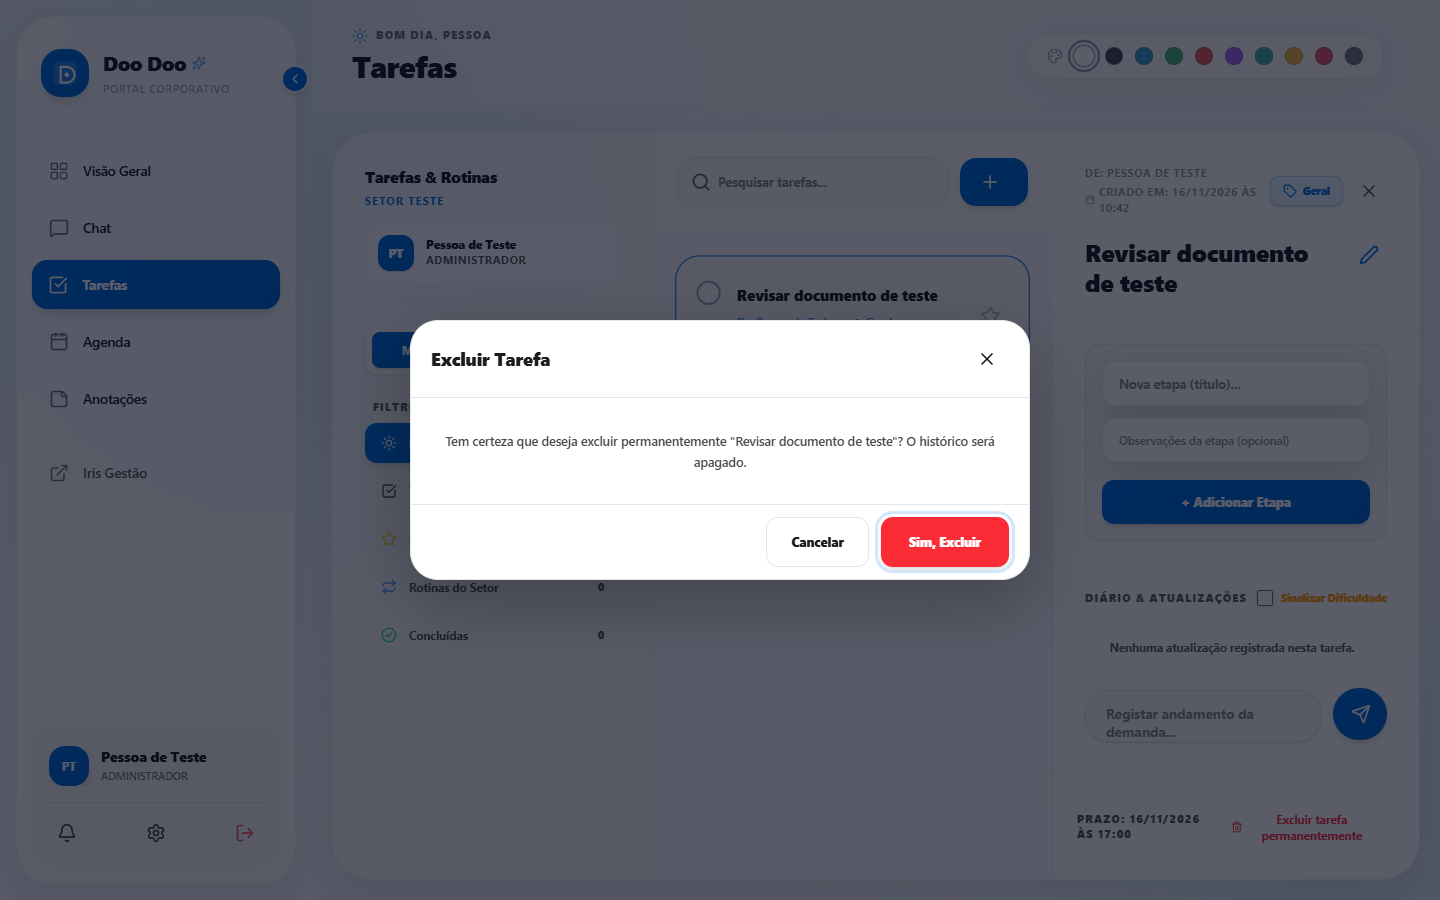 Doo Doo
PORTAL CORPORATIVO
Visão Geral
Chat
Tarefas
Agenda
Anotações
Iris Gestão
PT
Pessoa de Teste
ADMINISTRADOR
BOM DIA, PESSOA
Tarefas
Tarefas & Rotinas
SETOR TESTE
PT
Pessoa de Teste
ADMINISTRADOR
Rotinas do Setor 0
Concluídas 0
Pesquisar tarefas...
Revisar documento de teste
Excluir Tarefa
Tem certeza que deseja excluir permanentemente "Revisar documento de teste"? O histórico será
apagado.
Cancelar
Sim, Excluir
DE: PESSOA DE TESTE
CRIADO EM: 16/11/2026 ÀS
10:42
Geral
Revisar documento
de teste
Nova etapa (título)...
Observações da etapa (opcional)
+ Adicionar Etapa
DIÁRIO & ATUALIZAÇÕES
Sinalizar Dificuldade
Nenhuma atualização registrada nesta tarefa.
Registar andamento da
demanda...
PRAZO: 16/11/2026
ÀS 17:00
Excluir tarefa
permanentemente